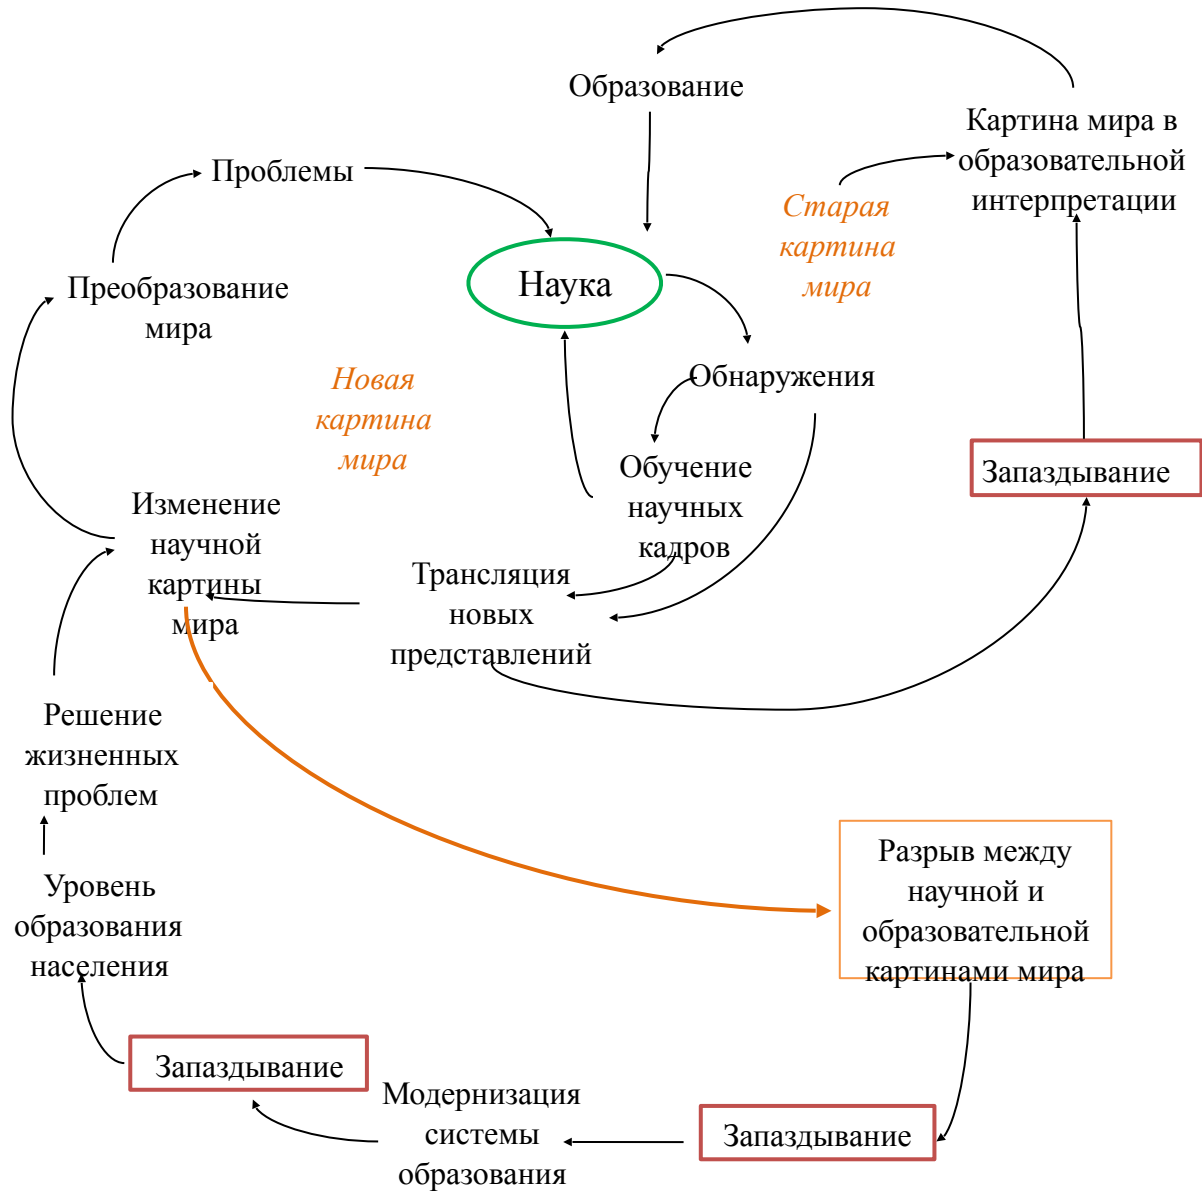 Образование
Картина мира в
образовательной
интерпретации
Проблемы
Старая
картина
мира
Наука
Преобразование
мира
Обнаружения
Новая
картина
мира
Обучение
научных
кадров
Запаздывание
Изменение
научной
картины
мира
Трансляция
новых
представлений
Решение
жизненных
проблем
Разрыв между
научной и
образовательной
картинами мира
Уровень
образования
населения
Запаздывание
Модернизация
системы
образования
Запаздывание